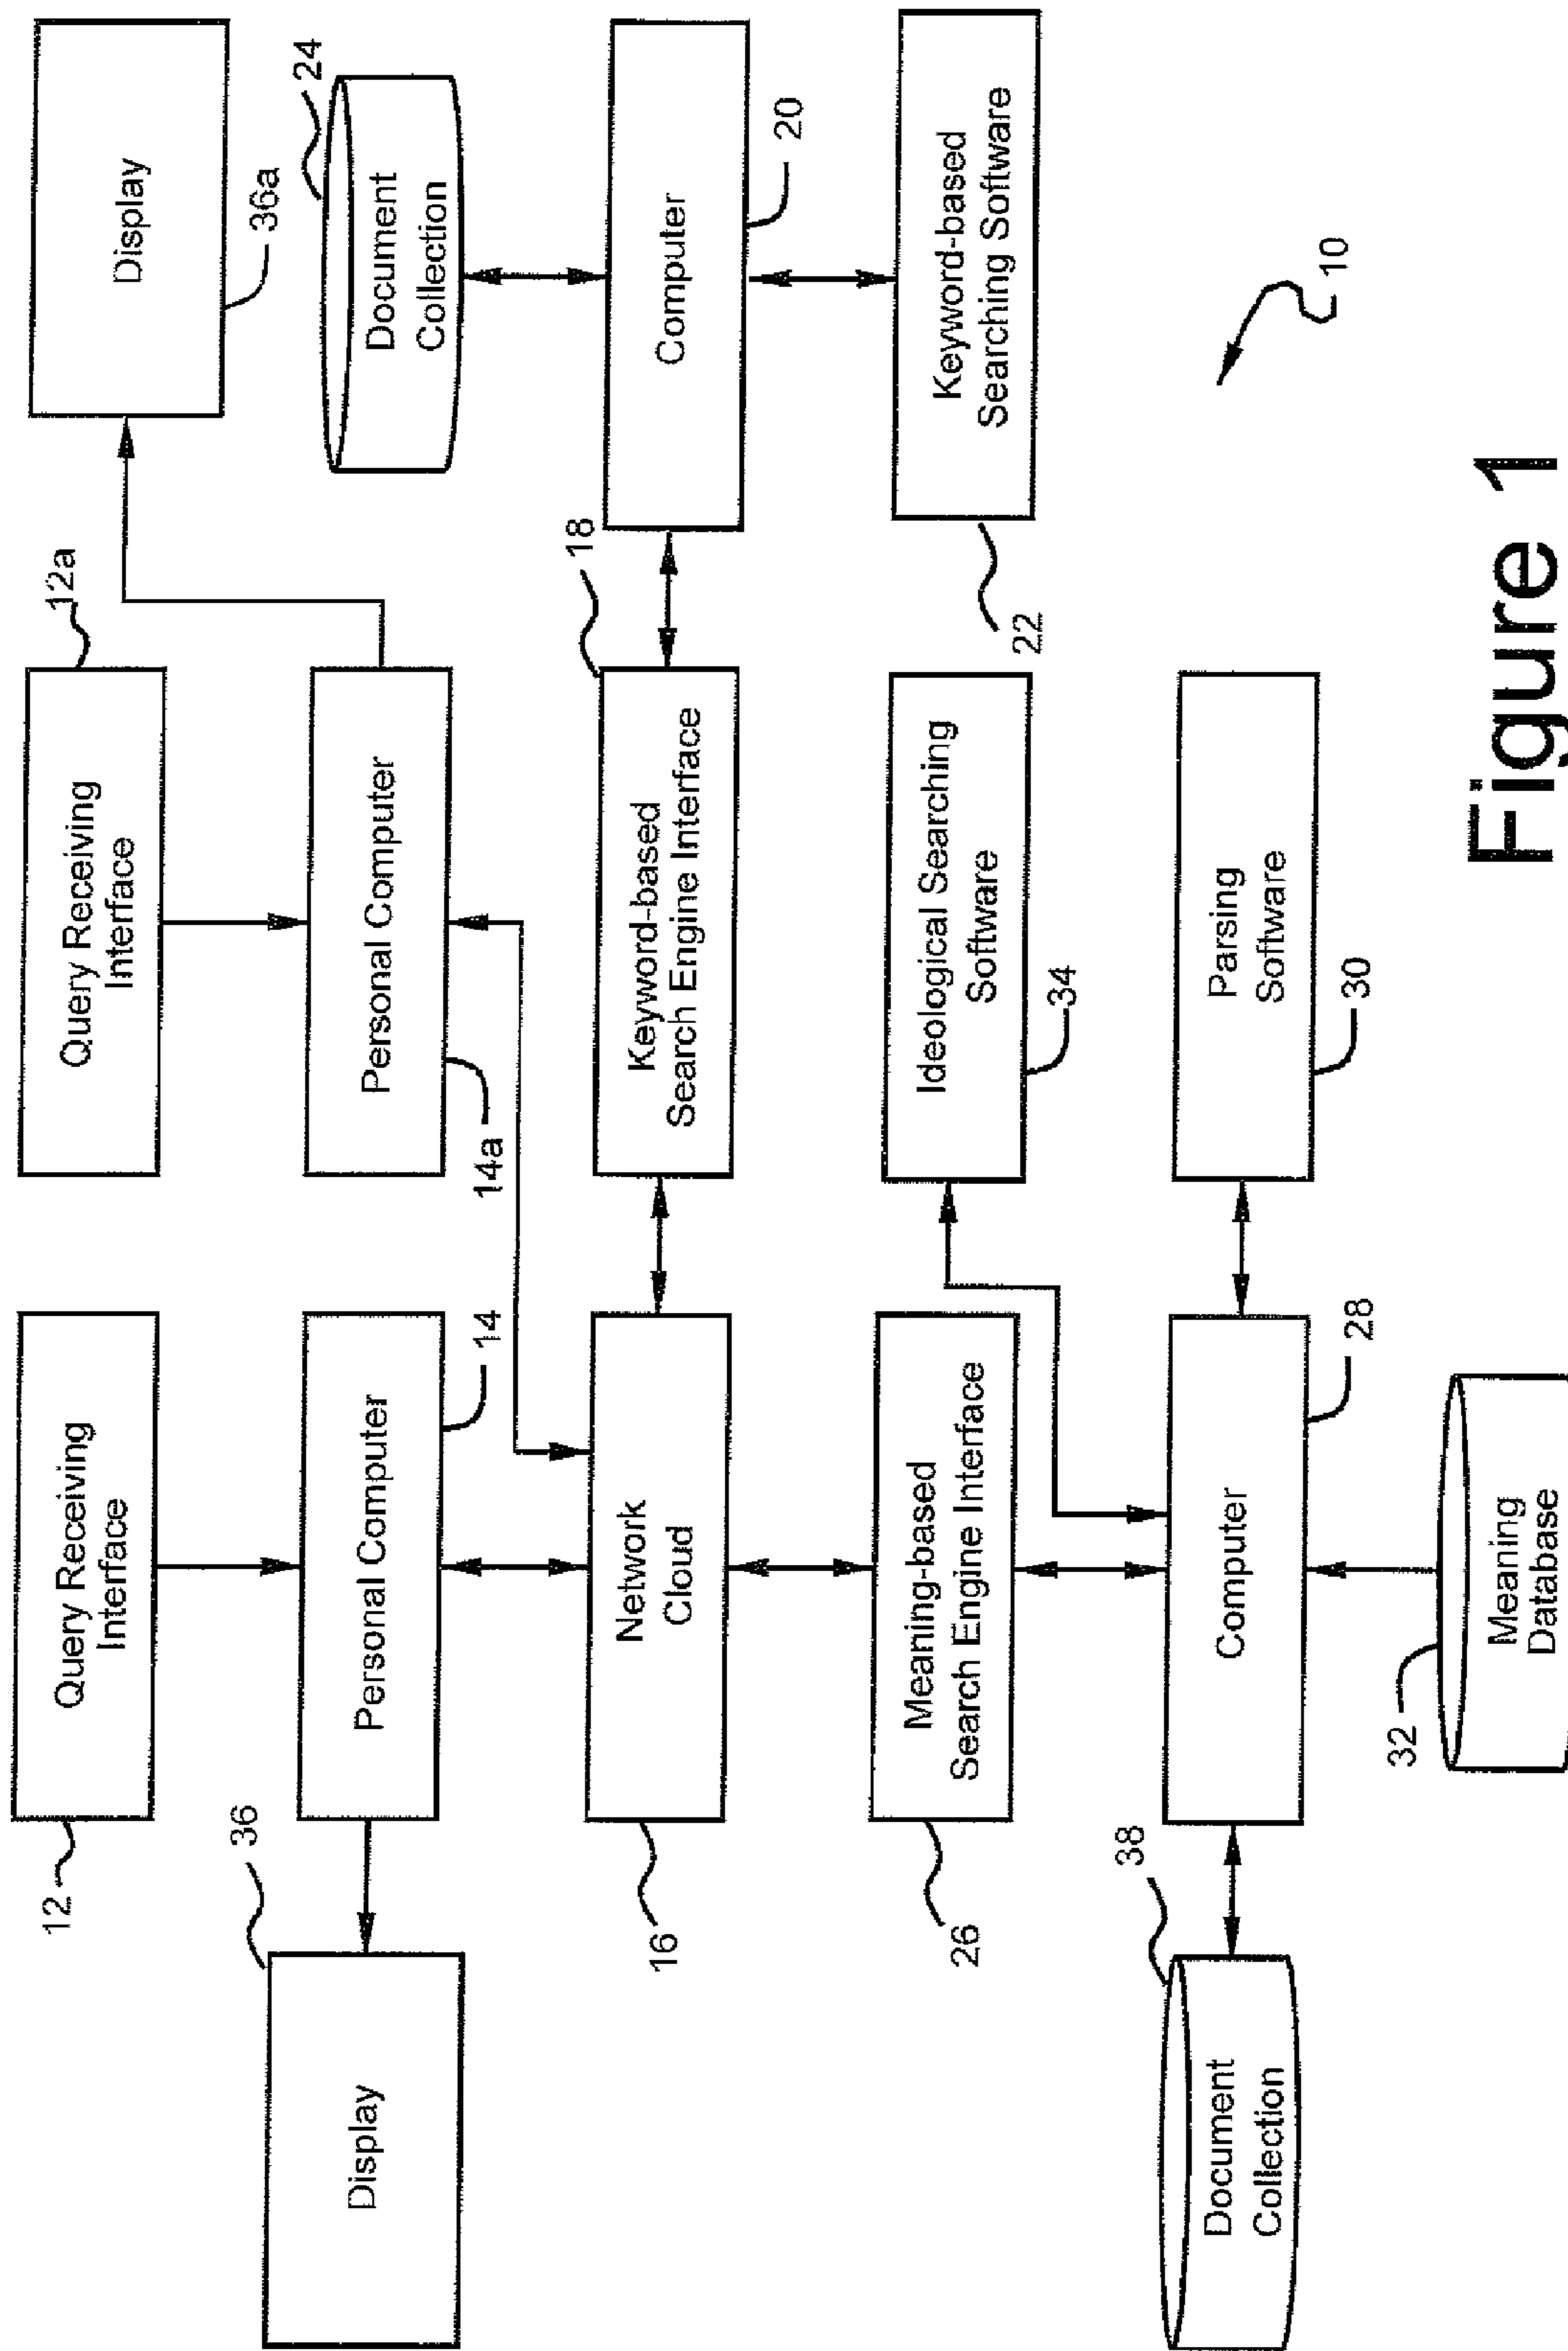 Query Receiving
Interface
12
Query Receiving
Interface
12a
Display
36a
Display
36
Personal Computer
14
Personal Computer
14a
Document
Collection
24
Network
Cloud
16
Keyword-based
Search Engine Interface
18
Computer
20
Meaning-based
Search Engine Interface
26
Ideological Searching
Software
34
Keyword-based
Searching Software
22
Document
Collection
38
Computer
28
Parsing
Software
30
10
Meaning
Database
32
Figure 1